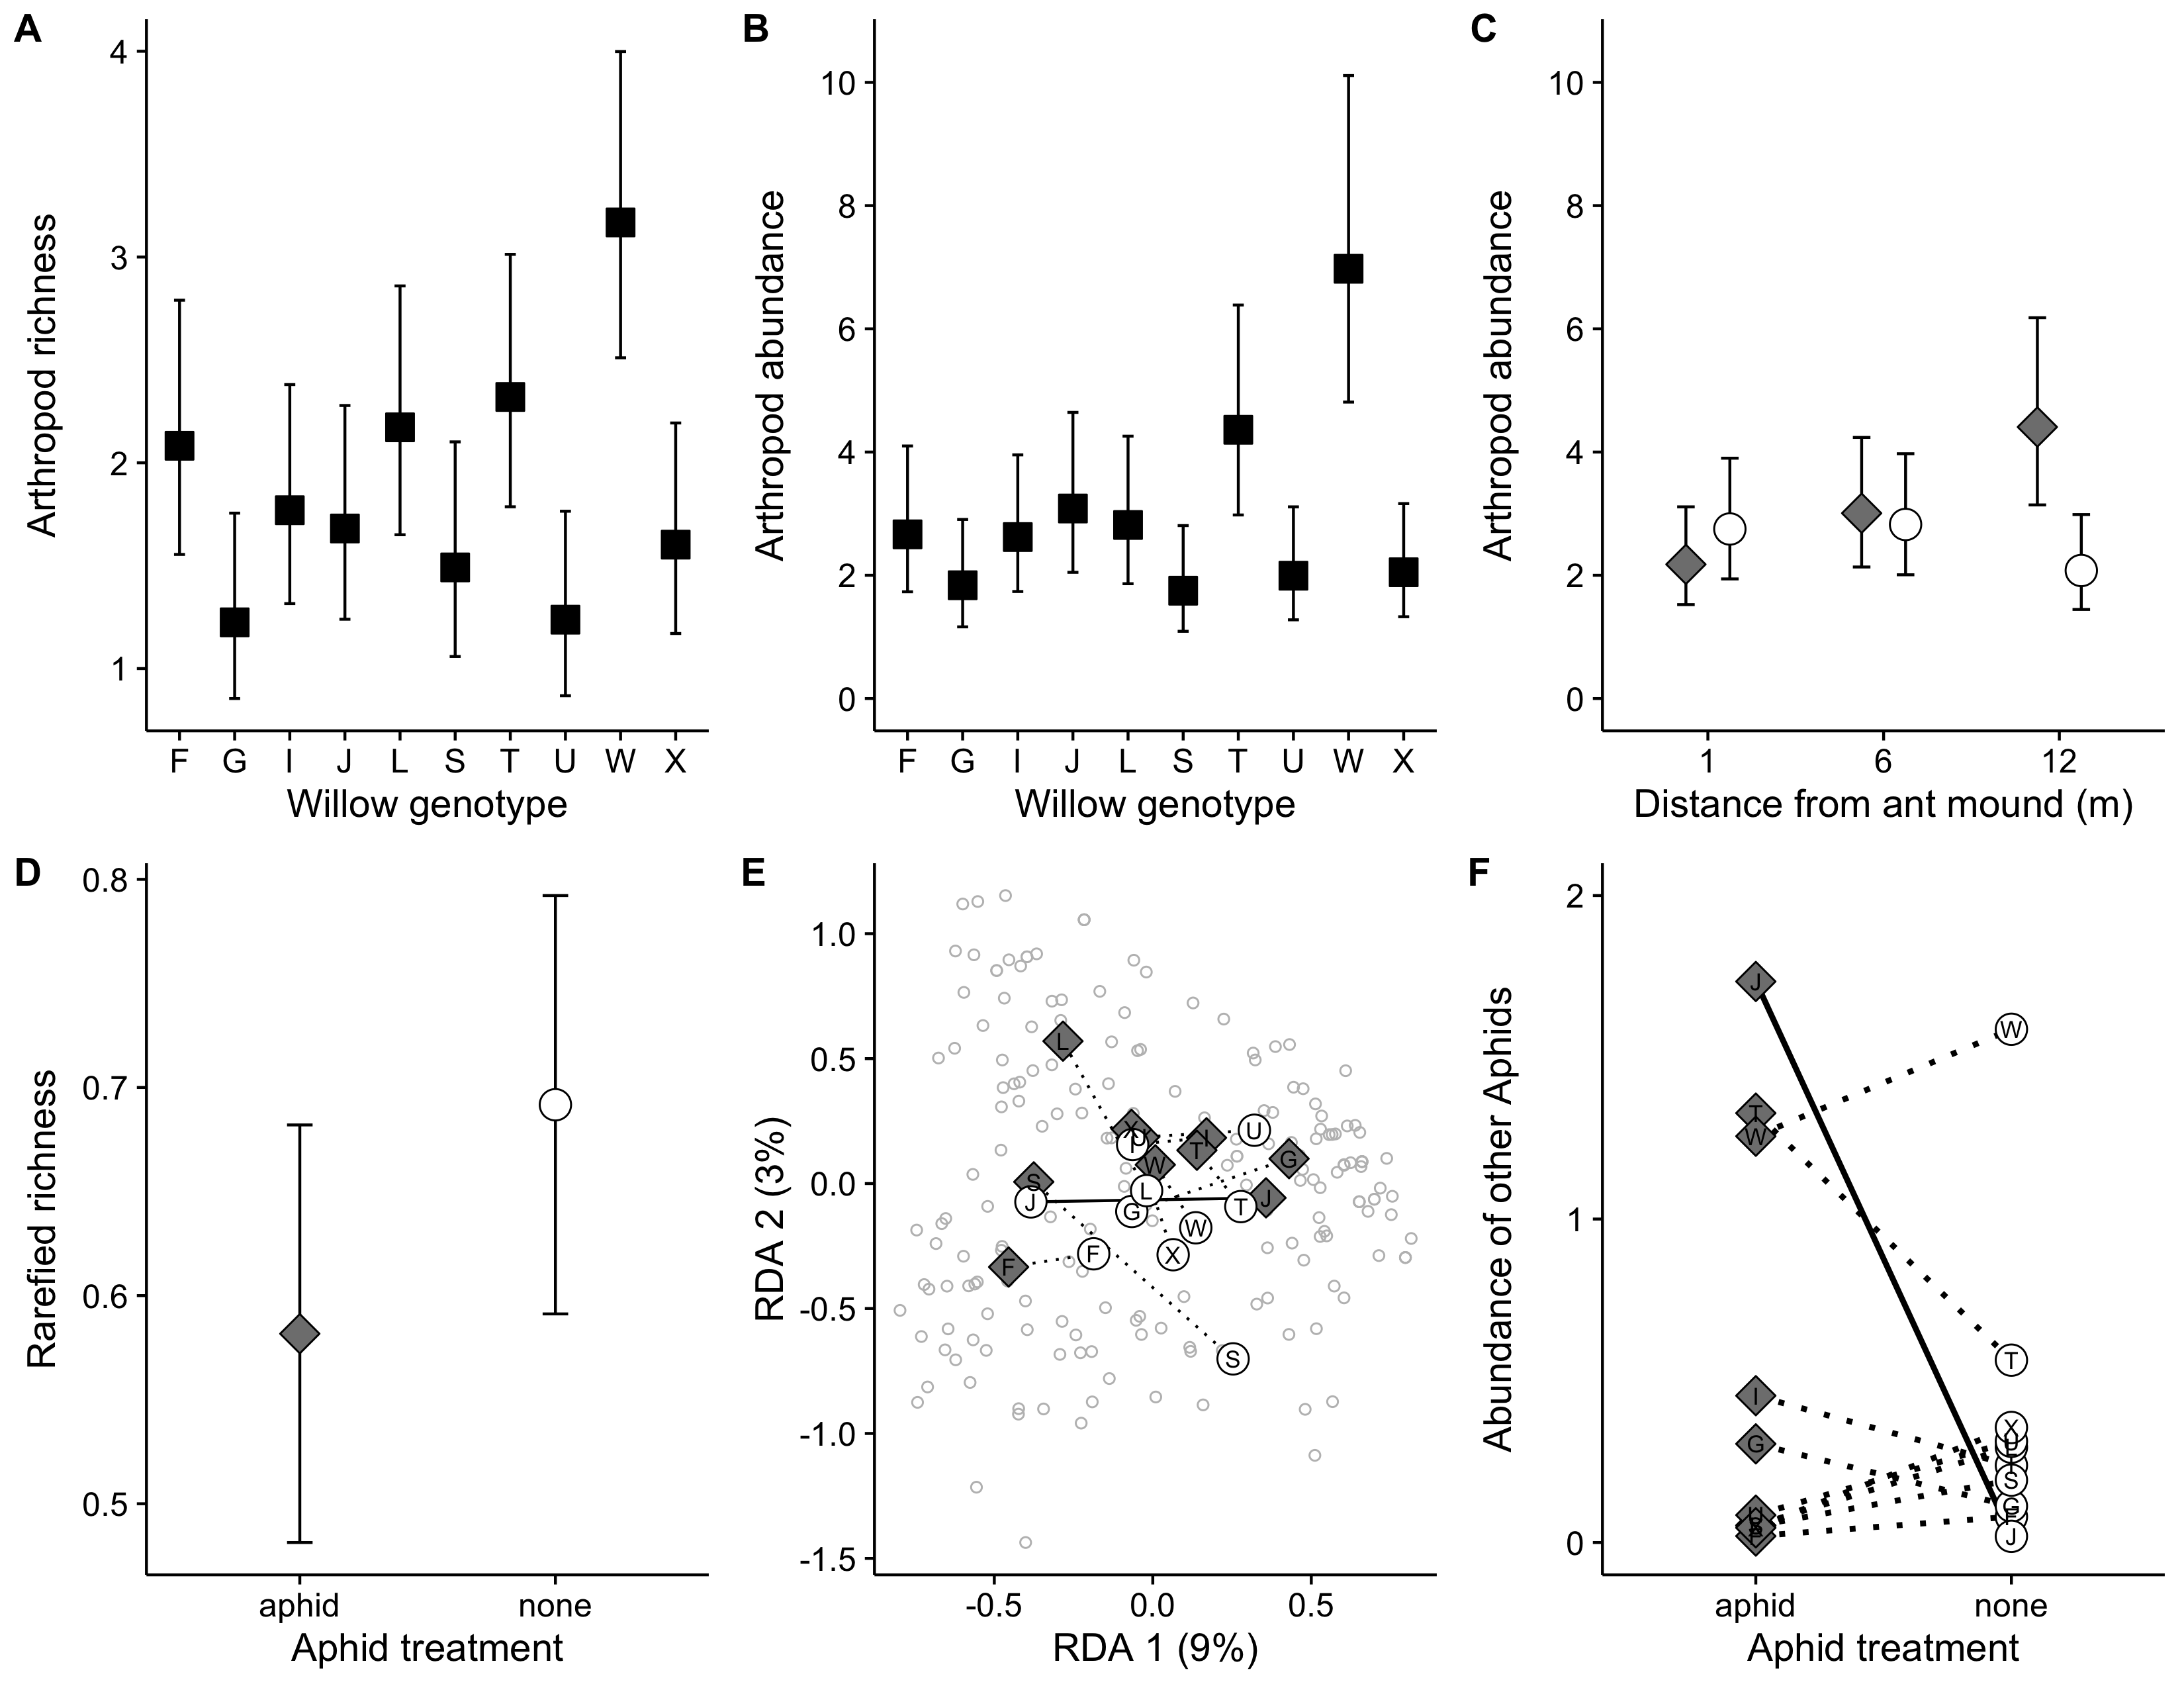 A
Arthropod richness
4
3
2
1
F G I J L S T U W X
Willow genotype
B
Arthropod abundance
10
8
6
4
2
0
F G I J L S T U W X
Willow genotype
C
Arthropod abundance
10
8
6
4
2
0
1 6 12
Distance from ant mound (m)
D
Rarefied richness
0.8
0.7
0.6
0.5
aphid none
Aphid treatment
E
RDA 2 (3%)
1.0
0.5
0.0
-0.5
-1.0
-1.5
L
X U I U
T G
W
S L J
J G T
W
F F X
S
-0.5 0.0 0.5
RDA 1 (9%)
F
Abundance of other Aphids
2
1
0
J
W
T
W
T
I
X
G U
S
G
J
aphid none
Aphid treatment